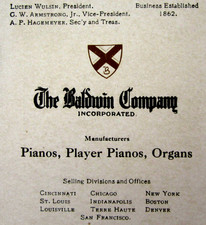 Lucien Wulsin, President. Business Established
G. W. Armstrong, Jr., Vice-President. 1862.
A. P. Hagemeyer, Sec'y and Treas.
B
The Baldwin Company
INCORPORATED.
Manufacturers
Pianos, Player Pianos, Organs
Selling Divisions and Offices
Cincinnati Chicago New York
St. Louis Indianapolis Boston
Louisville Terre Haute Denver
San Francisco.